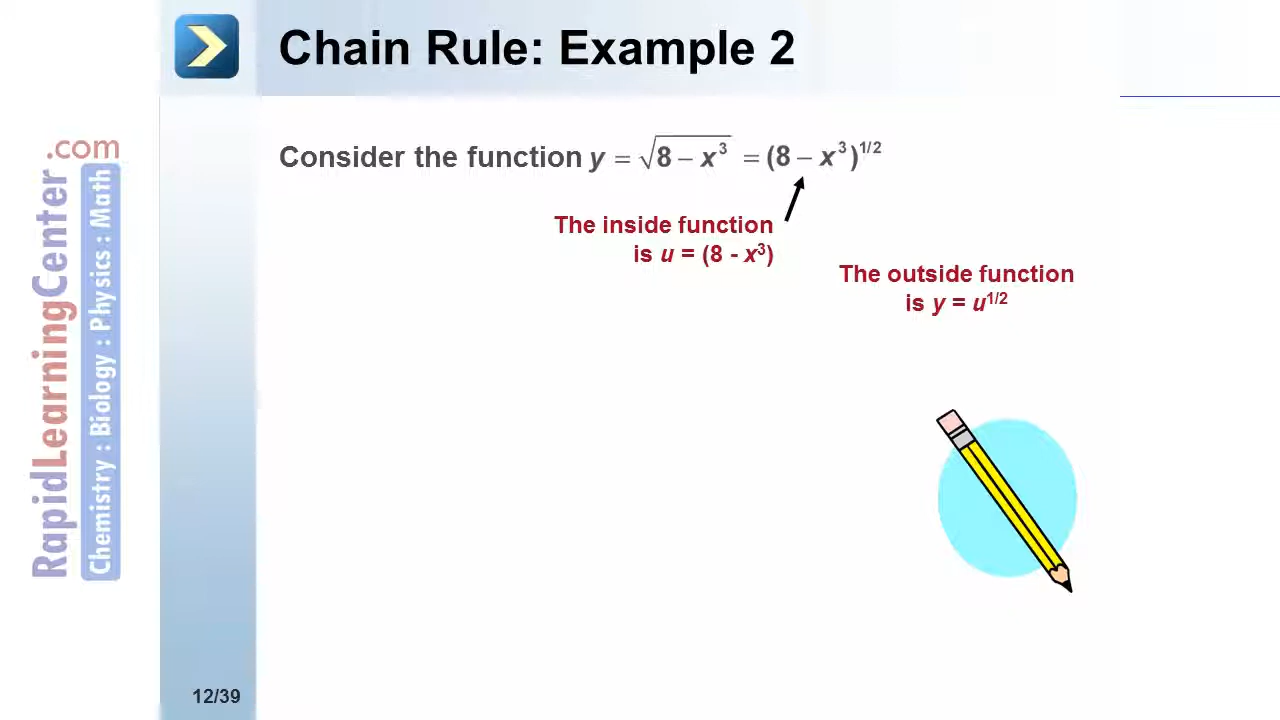 Chain Rule: Example 2
Consider the function y = √8 – x³ = (8 – x³)^1/2
The inside function
is u = (8 - x³)
The outside function
is y = u^1/2
RapidLearningCenter.com
Chemistry : Biology : Physics : Math
12/39